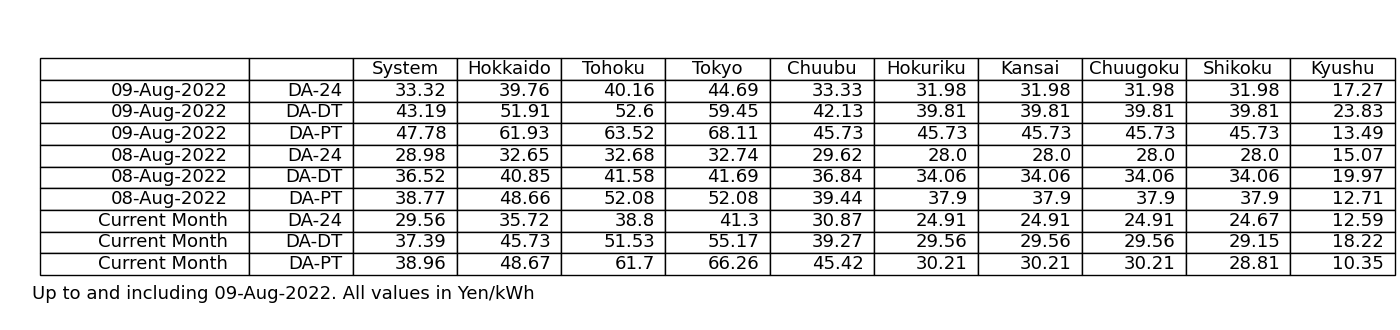 System Hokkaido Tohoku Tokyo Chuubu Hokuriku Kansai Chuugoku Shikoku Kyushu
09-Aug-2022 DA-24 33.32 39.76 40.16 44.69 33.33 31.98 31.98 31.98 31.98 17.27
09-Aug-2022 DA-DT 43.19 51.91 52.6 59.45 42.13 39.81 39.81 39.81 39.81 23.83
09-Aug-2022 DA-PT 47.78 61.93 63.52 68.11 45.73 45.73 45.73 45.73 45.73 13.49
08-Aug-2022 DA-24 28.98 32.65 32.68 32.74 29.62 28.0 28.0 28.0 28.0 15.07
08-Aug-2022 DA-DT 36.52 40.85 41.58 41.69 36.84 34.06 34.06 34.06 34.06 19.97
08-Aug-2022 DA-PT 38.77 48.66 52.08 52.08 39.44 37.9 37.9 37.9 37.9 12.71
Current Month DA-24 29.56 35.72 38.8 41.3 30.87 24.91 24.91 24.91 24.67 12.59
Current Month DA-DT 37.39 45.73 51.53 55.17 39.27 29.56 29.56 29.56 29.15 18.22
Current Month DA-PT 38.96 48.67 61.7 66.26 45.42 30.21 30.21 30.21 28.81 10.35
Up to and including 09-Aug-2022. All values in Yen/kWh